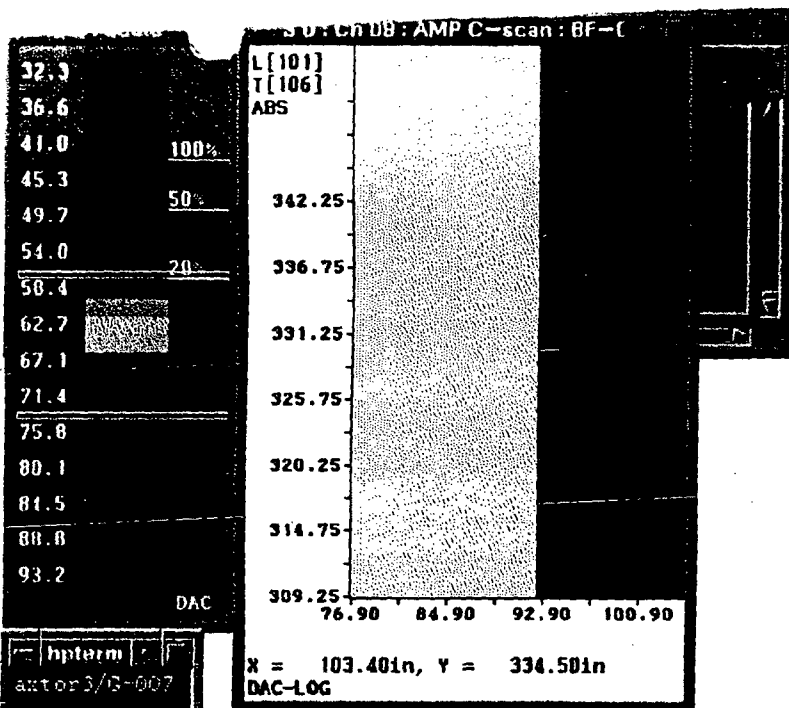 Ch 08 : AMP C-scan : BF-
32.3
36.6
41.0
45.3
49.7
54.0
58.4
62.7
67.1
71.4
75.8
80.1
84.5
88.8
93.2
100%
50%
20%
DAC
L[101]
T[106]
ABS
342.25
336.75
331.25
325.75
320.25
314.75
309.25
76.90 84.90 92.90 100.90
X = 103.40in, Y = 334.50in
DAC-LOG
hpterm
axtor3/G-007